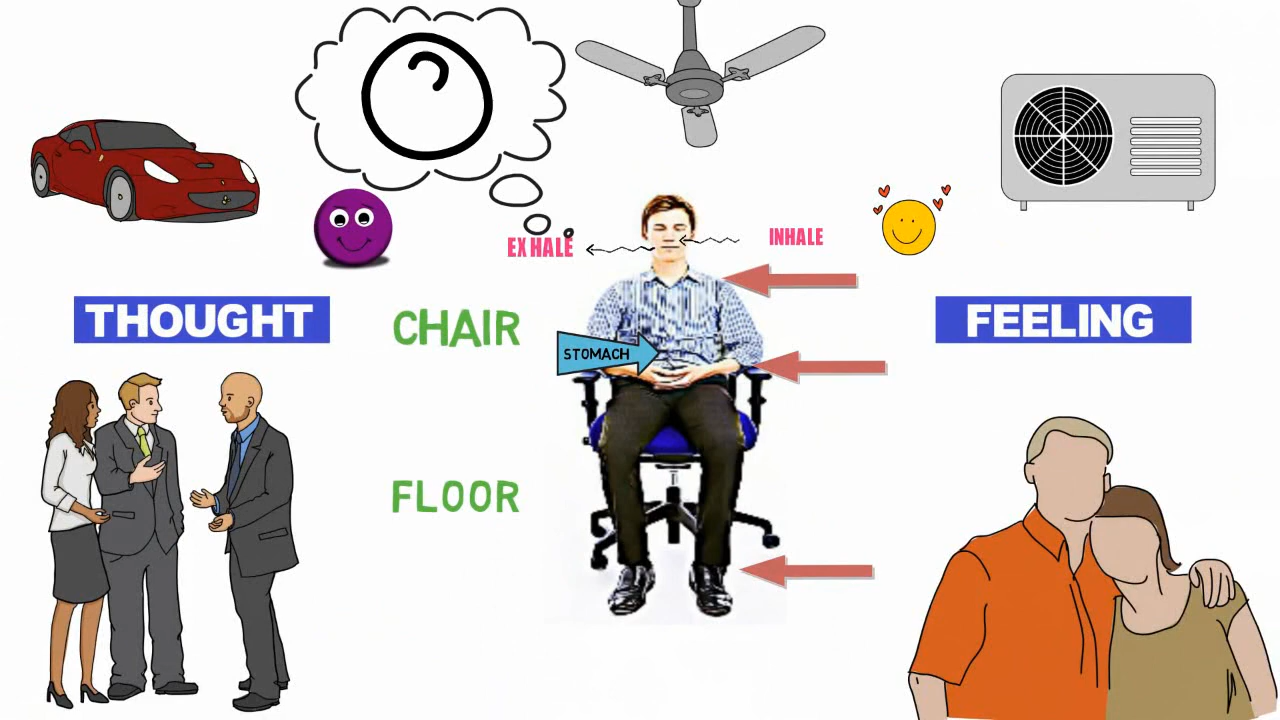 EXHALE
INHALE
THOUGHT
CHAIR
FEELING
STOMACH
FLOOR